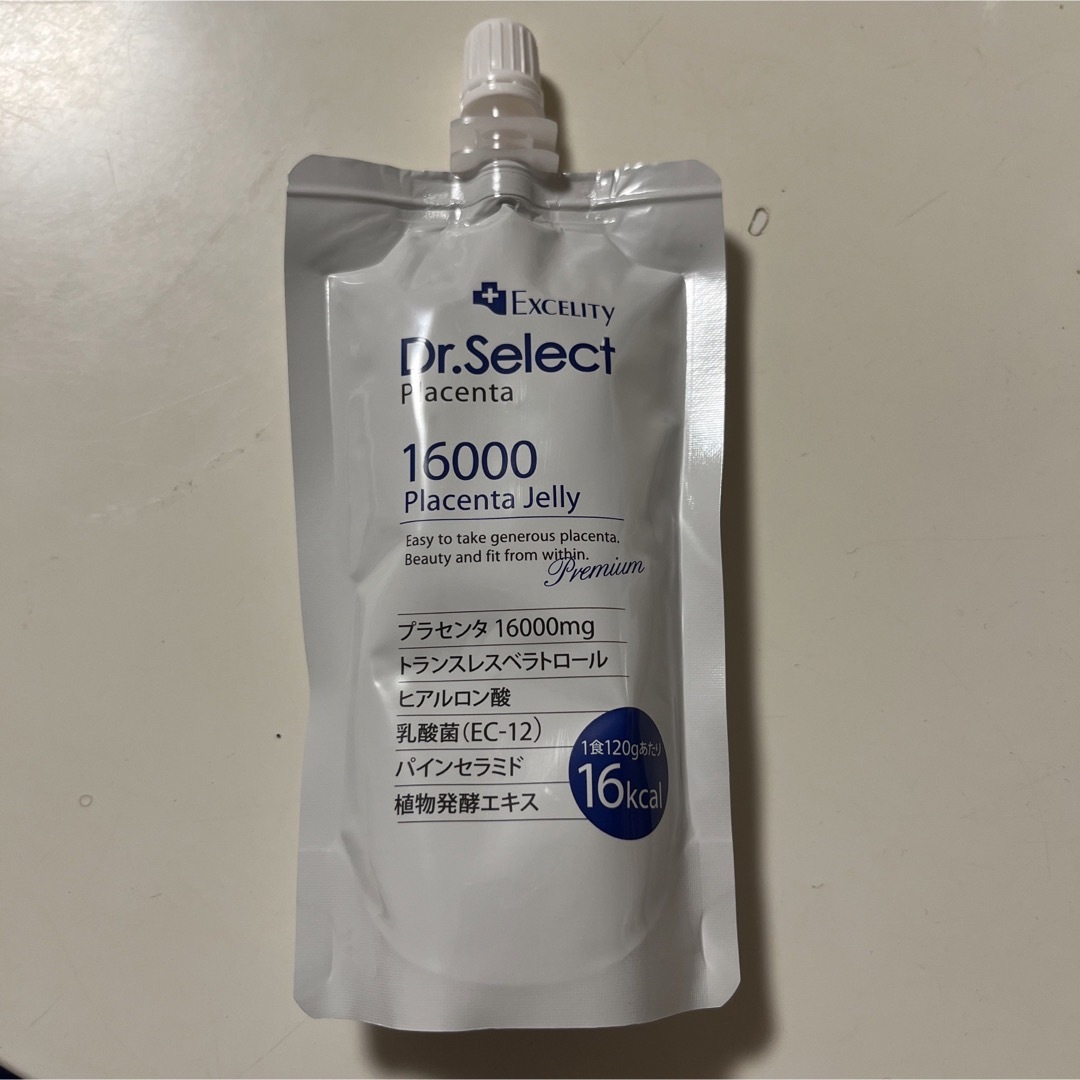 EXCELITY
Dr.Select
Placenta
16000
Placenta Jelly
Easy to take generous placenta.
Beauty and fit from within.
Premium
プラセンタ 16000mg
トランスレスベラトロール
ヒアルロン酸
乳酸菌(EC-12)
パインセラミド
植物発酵エキス
1食120gあたり
16kcal